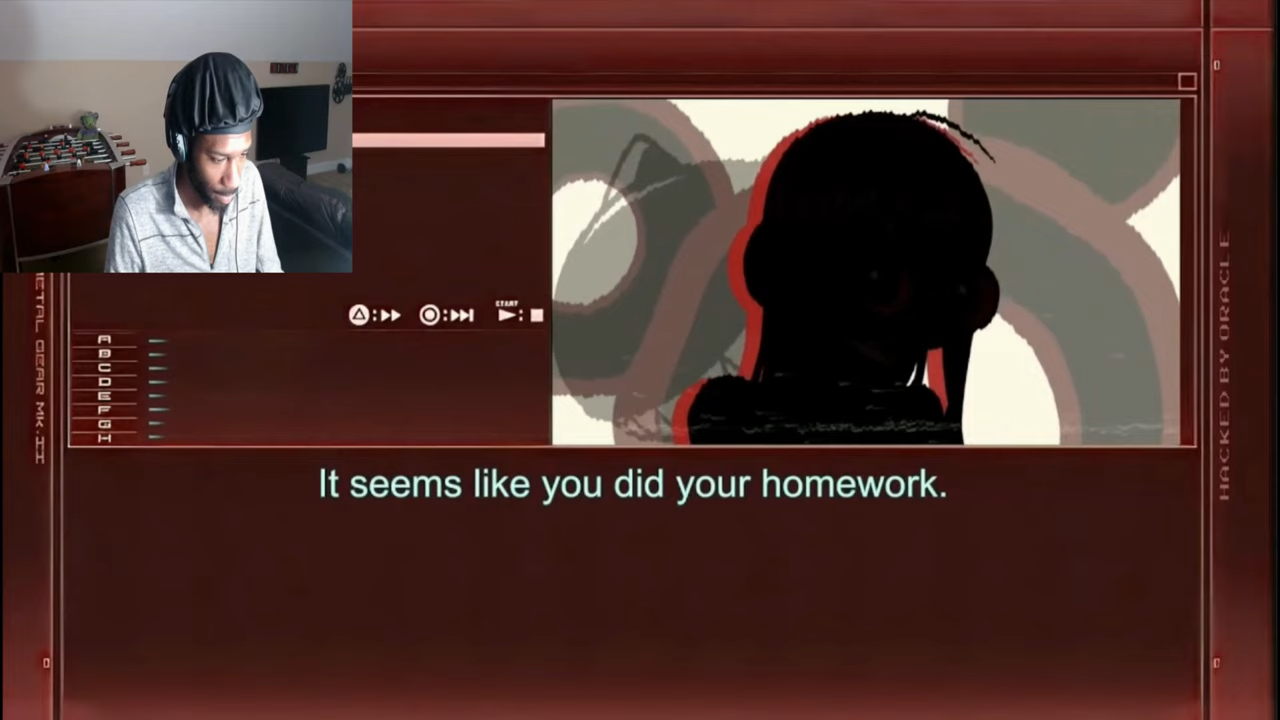 START
A
B
C
D
E
F
G
H
METAL GEAR MK.II
HACKED BY ORACLE
It seems like you did your homework.